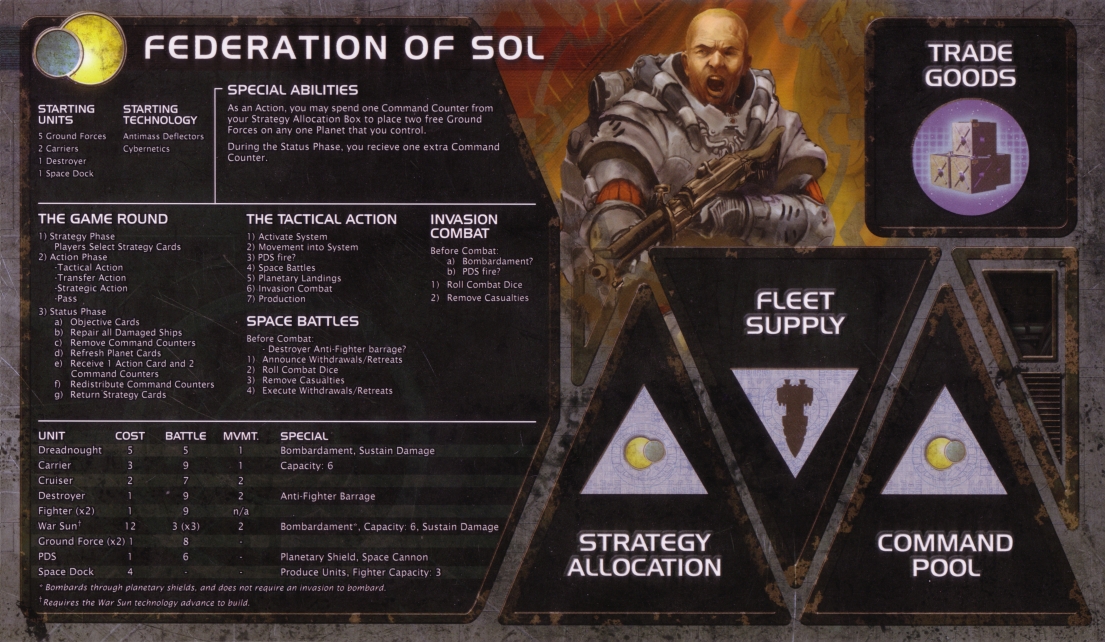 FEDERATION OF SOL
STARTING
UNITS
5 Ground Forces
2 Carriers
1 Destroyer
1 Space Dock
STARTING
TECHNOLOGY
Antimass Deflectors
Cybernetics
SPECIAL ABILITIES
As an Action, you may spend one Command Counter from
your Strategy Allocation Box to place two free Ground
Forces on any one Planet that you control.
During the Status Phase, you recieve one extra Command
Counter.
THE GAME ROUND
1) Strategy Phase
Players Select Strategy Cards
2) Action Phase
-Tactical Action
-Transfer Action
-Strategic Action
-Pass
3) Status Phase
a) Objective Cards
b) Repair all Damaged Ships
c) Remove Command Counters
d) Refresh Planet Cards
e) Receive 1 Action Card and 2
Command Counters
f) Redistribute Command Counters
g) Return Strategy Cards
THE TACTICAL ACTION
1) Activate System
2) Movement into System
3) PDS fire?
4) Space Battles
5) Planetary Landings
6) Invasion Combat
7) Production
SPACE BATTLES
Before Combat:
- Destroyer Anti-Fighter barrage?
1) Announce Withdrawals/Retreats
2) Roll Combat Dice
3) Remove Casualties
4) Execute Withdrawals/Retreats
INVASION
COMBAT
Before Combat:
a) Bombardment?
b) PDS fire?
1) Roll Combat Dice
2) Remove Casualties
UNIT COST BATTLE MVMT. SPECIAL
Dreadnought 5 5 1 Bombardament, Sustain Damage
Carrier 3 9 1 Capacity: 6
Cruiser 2 7 2
Destroyer 1 9 2 Anti-Fighter Barrage
Fighter (x2) 1 9 n/a
War Sun† 12 3 (x3) 2 Bombardament*, Capacity: 6, Sustain Damage
Ground Force (x2) 1 8 -
PDS 1 6 - Planetary Shield, Space Cannon
Space Dock 4 - - Produce Units, Fighter Capacity: 3
* Bombards through planetary shields, and does not require an invasion to bombard.
†Requires the War Sun technology advance to build.
TRADE
GOODS
FLEET
SUPPLY
STRATEGY
ALLOCATION
COMMAND
POOL